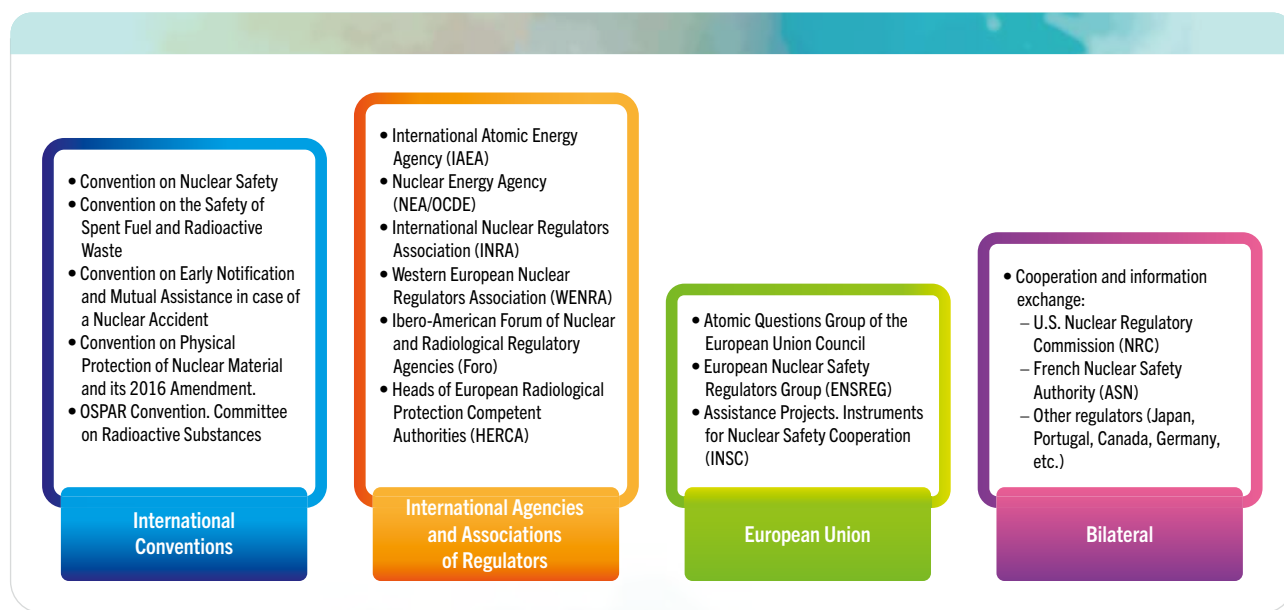 • Convention on Nuclear Safety
• Convention on the Safety of
Spent Fuel and Radioactive
Waste
• Convention on Early Notification
and Mutual Assistance in case of
a Nuclear Accident
• Convention on Physical
Protection of Nuclear Material
and its 2016 Amendment.
• OSPAR Convention. Committee
on Radioactive Substances
International
Conventions
• International Atomic Energy
Agency (IAEA)
• Nuclear Energy Agency
(NEA/OCDE)
• International Nuclear Regulators
Association (INRA)
• Western European Nuclear
Regulators Association (WENRA)
• Ibero-American Forum of Nuclear
and Radiological Regulatory
Agencies (Foro)
• Heads of European Radiological
Protection Competent
Authorities (HERCA)
International Agencies
and Associations
of Regulators
• Atomic Questions Group of the
European Union Council
• European Nuclear Safety
Regulators Group (ENSREG)
• Assistance Projects. Instruments
for Nuclear Safety Cooperation
(INSC)
European Union
• Cooperation and information
exchange:
– U.S. Nuclear Regulatory
Commission (NRC)
– French Nuclear Safety
Authority (ASN)
– Other regulators (Japan,
Portugal, Canada, Germany,
etc.)
Bilateral